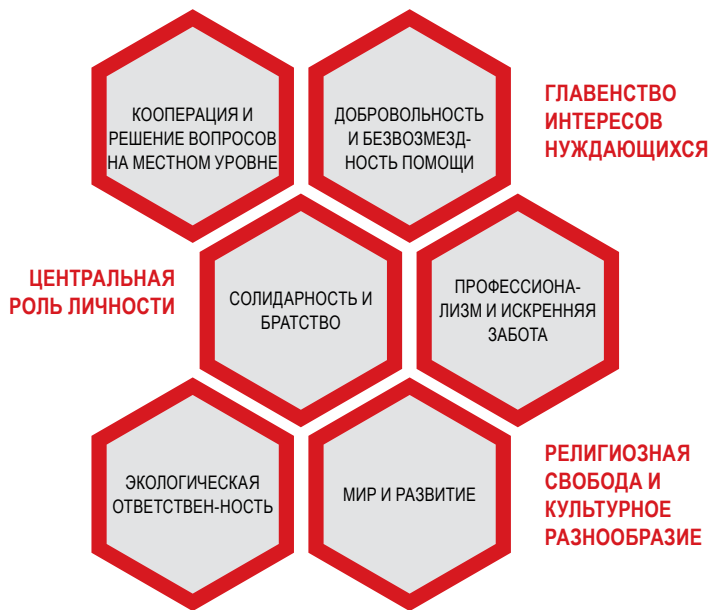 КООПЕРАЦИЯ И
РЕШЕНИЕ ВОПРОСОВ
НА МЕСТНОМ УРОВНЕ
ДОБРОВОЛЬНОСТЬ
И БЕЗВОЗМЕЗД-
НОСТЬ ПОМОЩИ
ГЛАВЕНСТВО
ИНТЕРЕСОВ
НУЖДАЮЩИХСЯ
ЦЕНТРАЛЬНАЯ
РОЛЬ ЛИЧНОСТИ
СОЛИДАРНОСТЬ И
БРАТСТВО
ПРОФЕССИОНА-
ЛИЗМ И ИСКРЕННЯЯ
ЗАБОТА
ЭКОЛОГИЧЕСКАЯ
ОТВЕТСТВЕН-НОСТЬ
МИР И РАЗВИТИЕ
РЕЛИГИОЗНАЯ
СВОБОДА И
КУЛЬТУРНОЕ
РАЗНООБРАЗИЕ